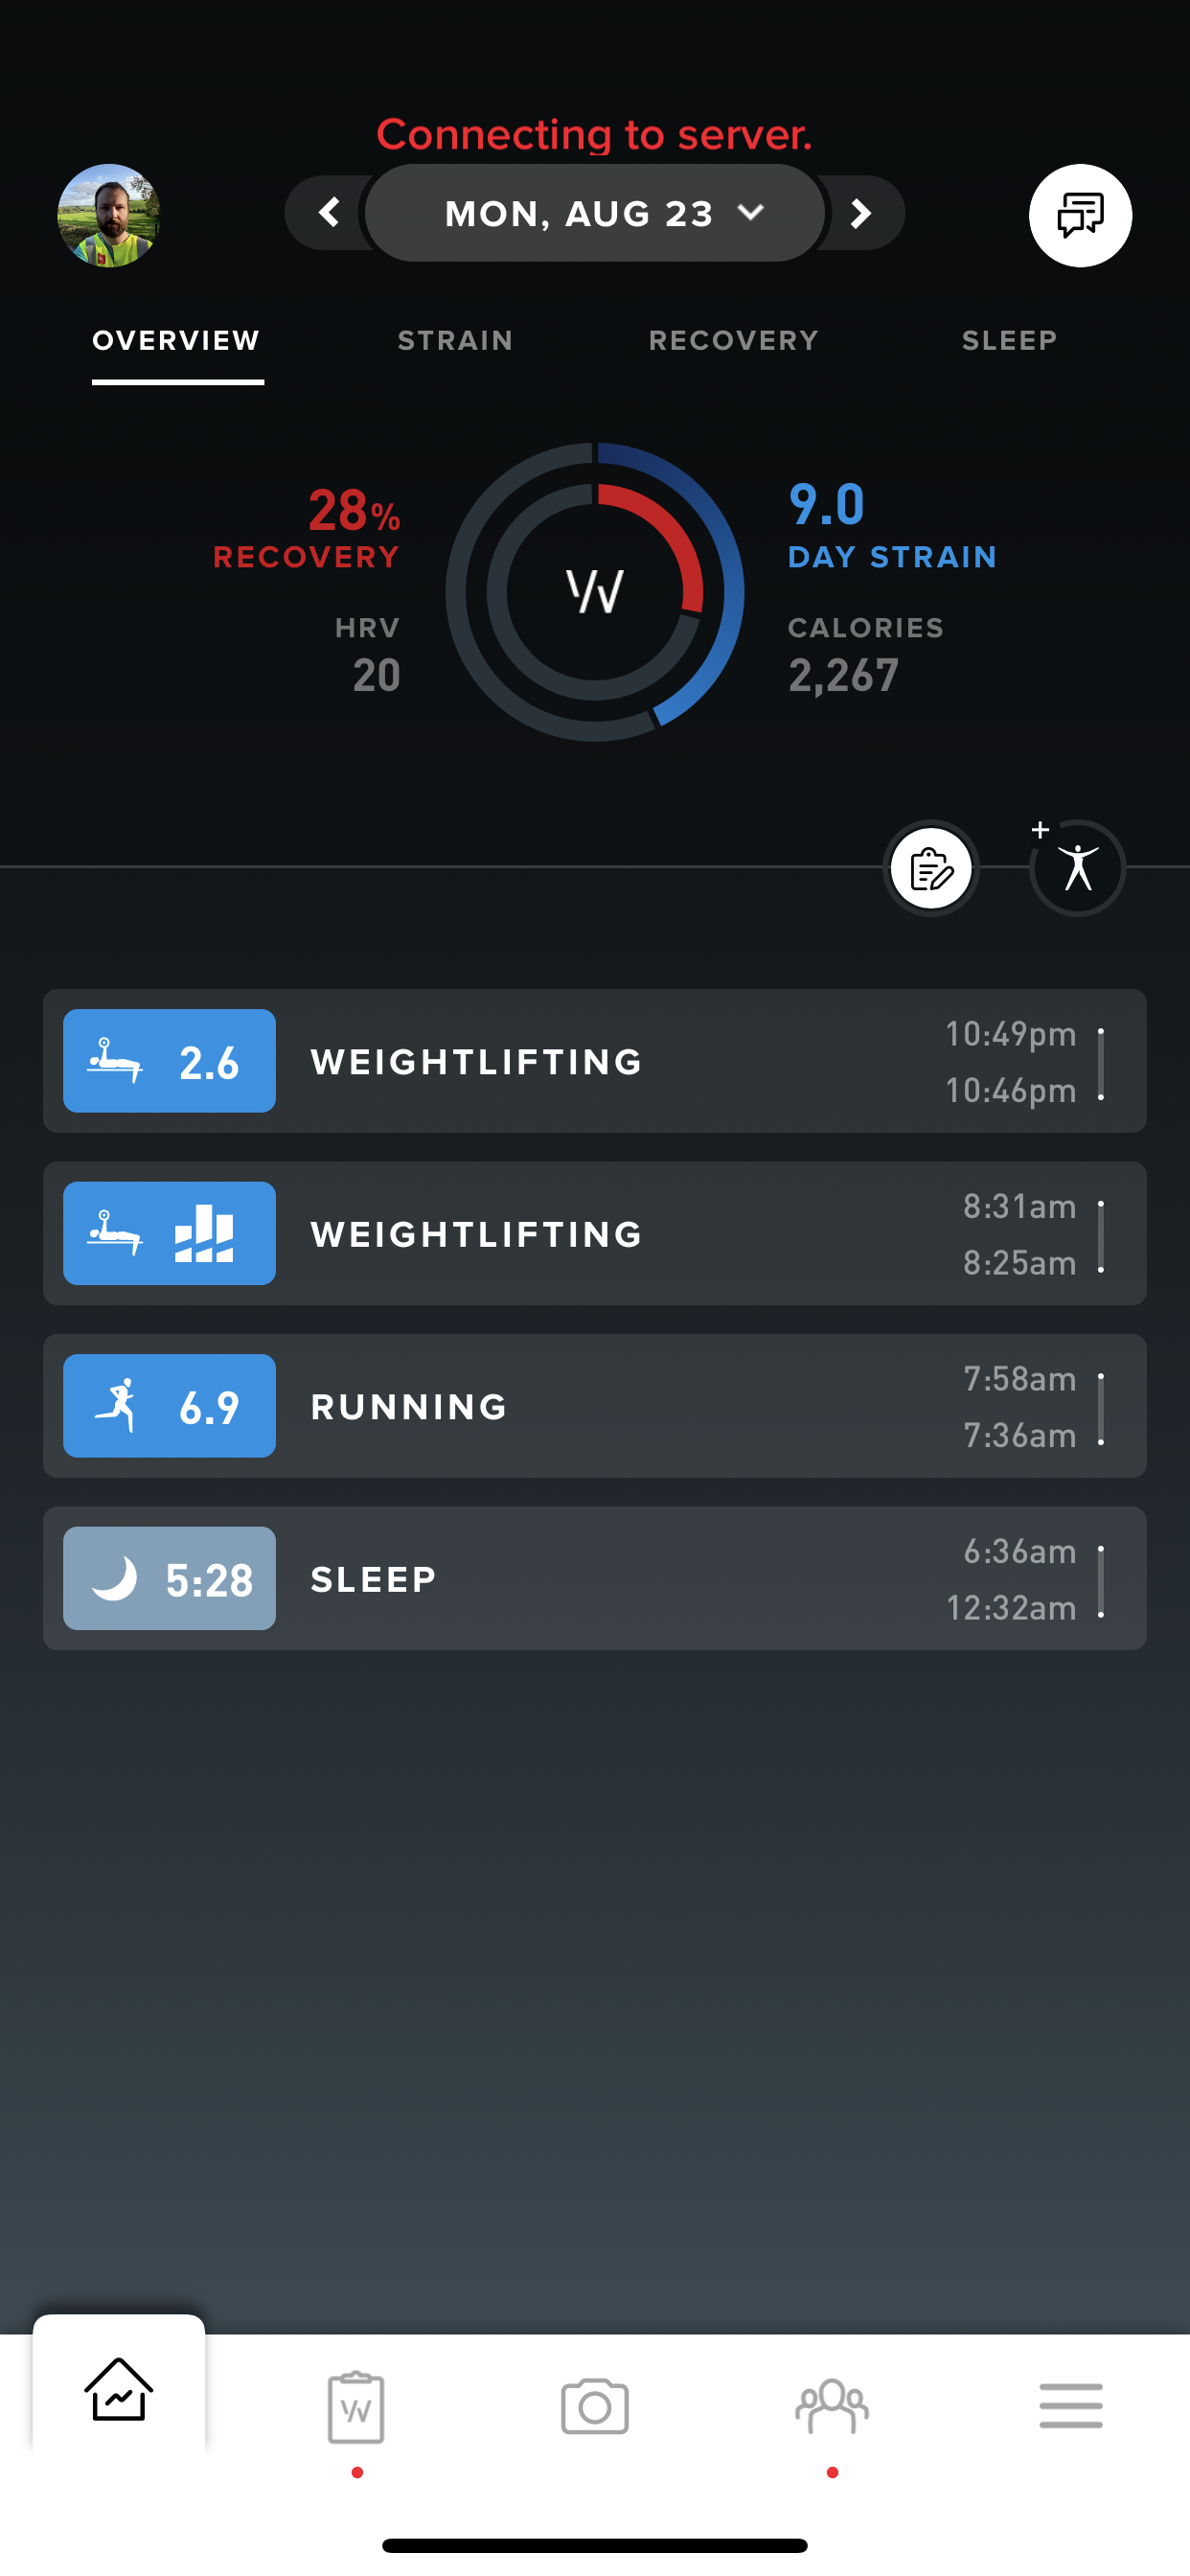 Connecting to server.
MON, AUG 23
OVERVIEW STRAIN RECOVERY SLEEP
28%
RECOVERY
HRV
20
9.0
DAY STRAIN
CALORIES
2,267
2.6 WEIGHTLIFTING 10:49pm
10:46pm
WEIGHTLIFTING 8:31am
8:25am
6.9 RUNNING 7:58am
7:36am
5:28 SLEEP 6:36am
12:32am